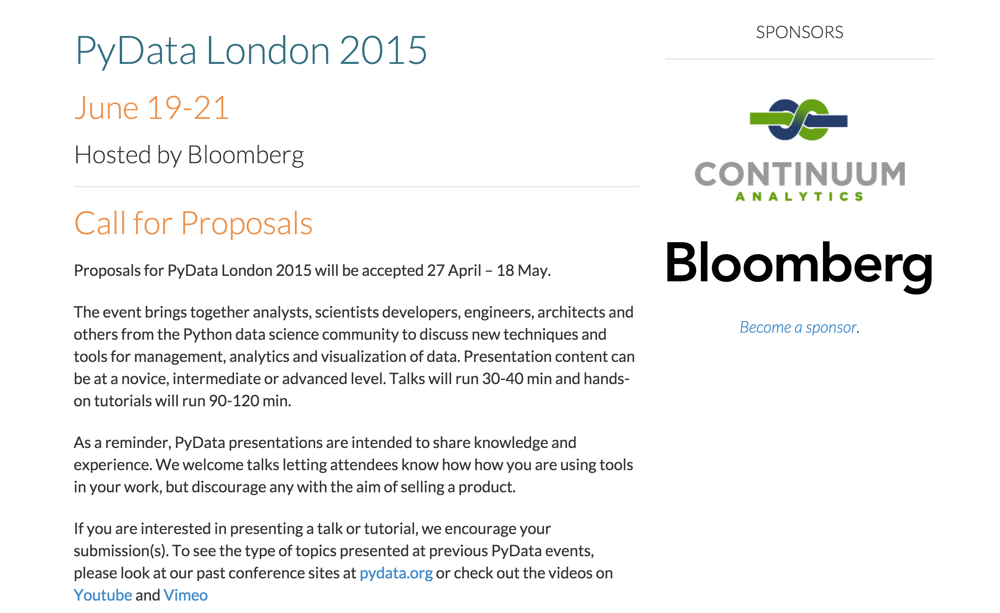 PyData London 2015
June 19-21
Hosted by Bloomberg
Call for Proposals
Proposals for PyData London 2015 will be accepted 27 April – 18 May.
The event brings together analysts, scientists developers, engineers, architects and
others from the Python data science community to discuss new techniques and
tools for management, analytics and visualization of data. Presentation content can
be at a novice, intermediate or advanced level. Talks will run 30-40 min and hands-
on tutorials will run 90-120 min.
As a reminder, PyData presentations are intended to share knowledge and
experience. We welcome talks letting attendees know how how you are using tools
in your work, but discourage any with the aim of selling a product.
If you are interested in presenting a talk or tutorial, we encourage your
submission(s). To see the type of topics presented at previous PyData events,
please look at our past conference sites at pydata.org or check out the videos on
Youtube and Vimeo
SPONSORS
CONTINUUM
ANALYTICS
Bloomberg
Become a sponsor.